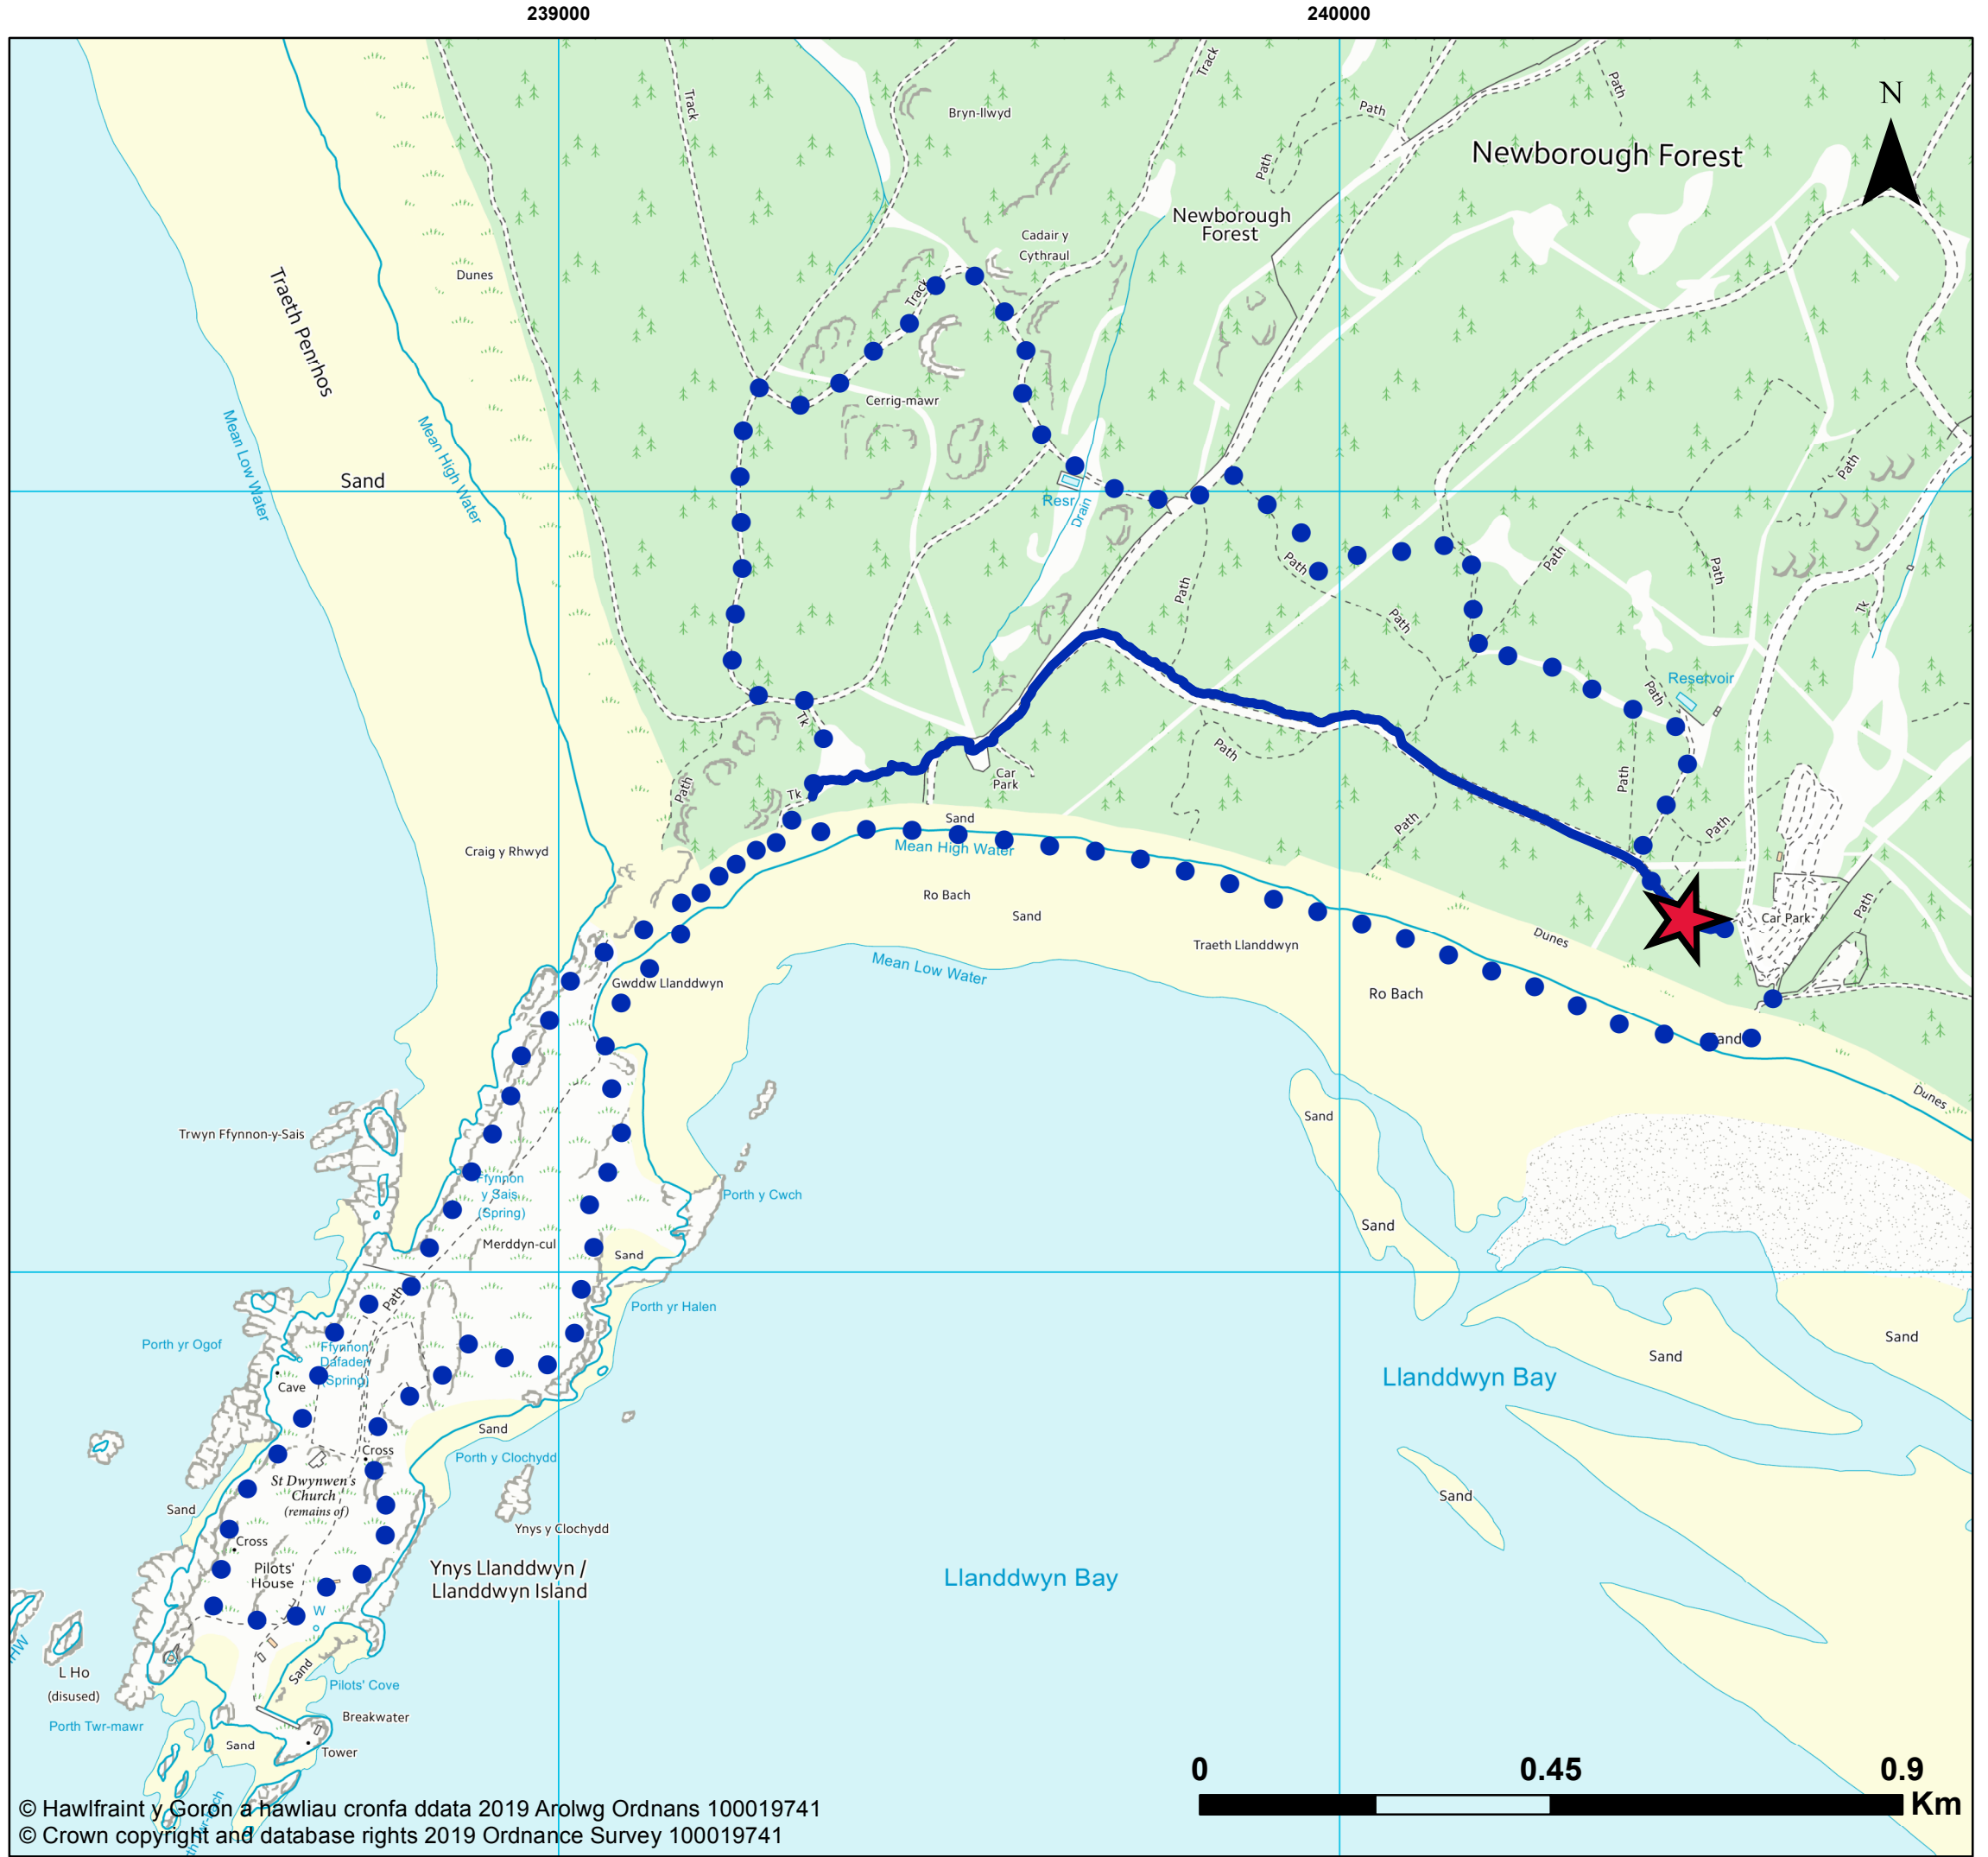 239000
240000
N
Newborough Forest
Newborough
Forest
Bryn-llwyd
Cadair y
Cythraul
Track
Track
Track
Track
Path
Path
Path
Traeth Penrhos
Dunes
Mean Low Water
Mean High Water
Sand
Cerrig-mawr
Resr
Drain
Path
Path
Path
Path
Path
Path
Tk
Reservoir
Path
Path
Path
Path
Path
Path
Path
Tk
Tk
Car
Park
Car Park
Craig y Rhwyd
Sand
Mean High Water
Ro Bach
Sand
Traeth Llanddwyn
Dunes
Mean Low Water
Ro Bach
Gwddw Llanddwyn
Sand
Dunes
Trwyn Ffynnon-y-Sais
Ffynnon
y Sais
(Spring)
Merddyn-cul
Porth y Cwch
Sand
Porth yr Halen
Sand
Sand
Path
Porth yr Ogof
Ffynnon
Dafaden
(Spring)
Cave
Sand
Cross
Porth y Clochydd
St Dwynwen's
Church
(remains of)
Sand
Cross
Pilots'
House
Ynys y Clochydd
Ynys Llanddwyn /
Llanddwyn Island
W
Llanddwyn Bay
Llanddwyn Bay
Sand
Sand
Sand
HW
L Ho
(disused)
Porth Twr-mawr
Sand
Pilots' Cove
Breakwater
Tower
Sand
0
0.45
0.9
Km
© Hawlfraint y Goron a hawliau cronfa ddata 2019 Arolwg Ordnans 100019741
© Crown copyright and database rights 2019 Ordnance Survey 100019741